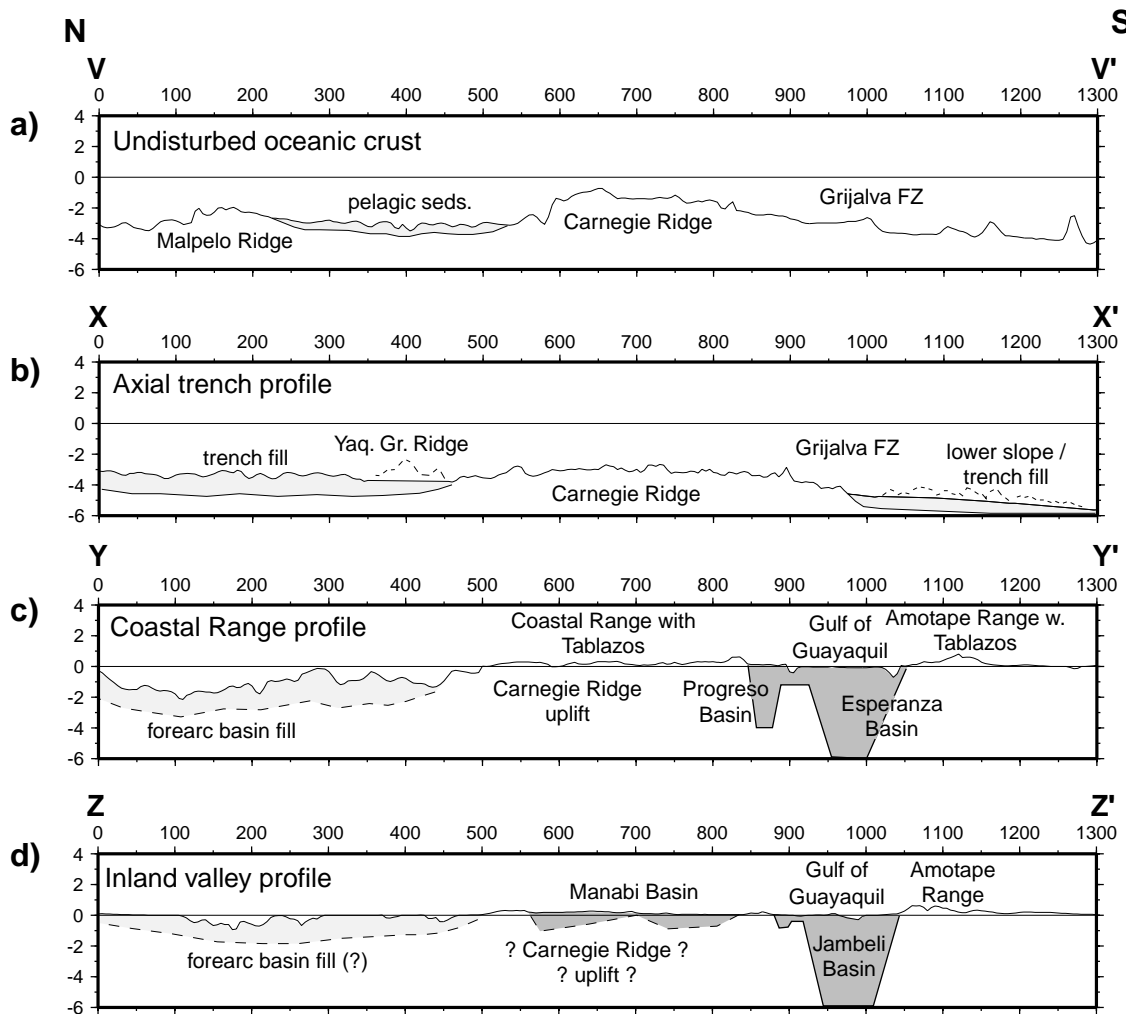 N S
V V'
0 100 200 300 400 500 600 700 800 900 1000 1100 1200 1300
a)
4
2
0
-2
-4
-6
Undisturbed oceanic crust
pelagic seds.
Malpelo Ridge
Carnegie Ridge
Grijalva FZ
X X'
0 100 200 300 400 500 600 700 800 900 1000 1100 1200 1300
b)
4
2
0
-2
-4
-6
Axial trench profile
trench fill
Yaq. Gr. Ridge
Carnegie Ridge
Grijalva FZ
lower slope /
trench fill
Y Y'
0 100 200 300 400 500 600 700 800 900 1000 1100 1200 1300
c)
4
2
0
-2
-4
-6
Coastal Range profile
forearc basin fill
Coastal Range with
Tablazos
Carnegie Ridge
uplift
Progreso
Basin
Gulf of
Guayaquil
Esperanza
Basin
Amotape Range w.
Tablazos
Z Z'
0 100 200 300 400 500 600 700 800 900 1000 1100 1200 1300
d)
4
2
0
-2
-4
-6
Inland valley profile
forearc basin fill (?)
Manabi Basin
? Carnegie Ridge ?
? uplift ?
Gulf of
Guayaquil
Jambeli
Basin
Amotape
Range